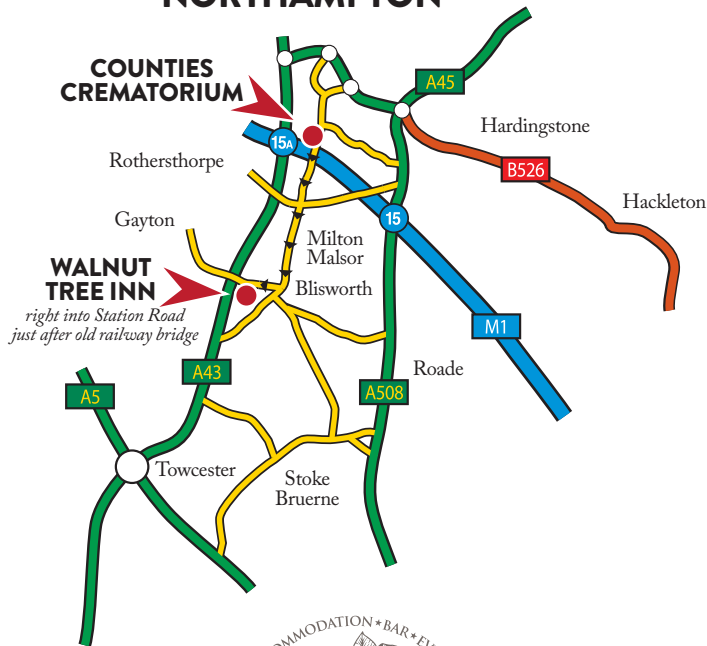 NORTHAMPTON
COUNTIES
CREMATORIUM
A45
Hardingstone
15A
Rothersthorpe
B526
Hackleton
Gayton
15
Milton
Malsor
WALNUT
TREE INN
Blisworth
right into Station Road
just after old railway bridge
M1
A43
Roade
A5
A508
Towcester
Stoke
Bruerne